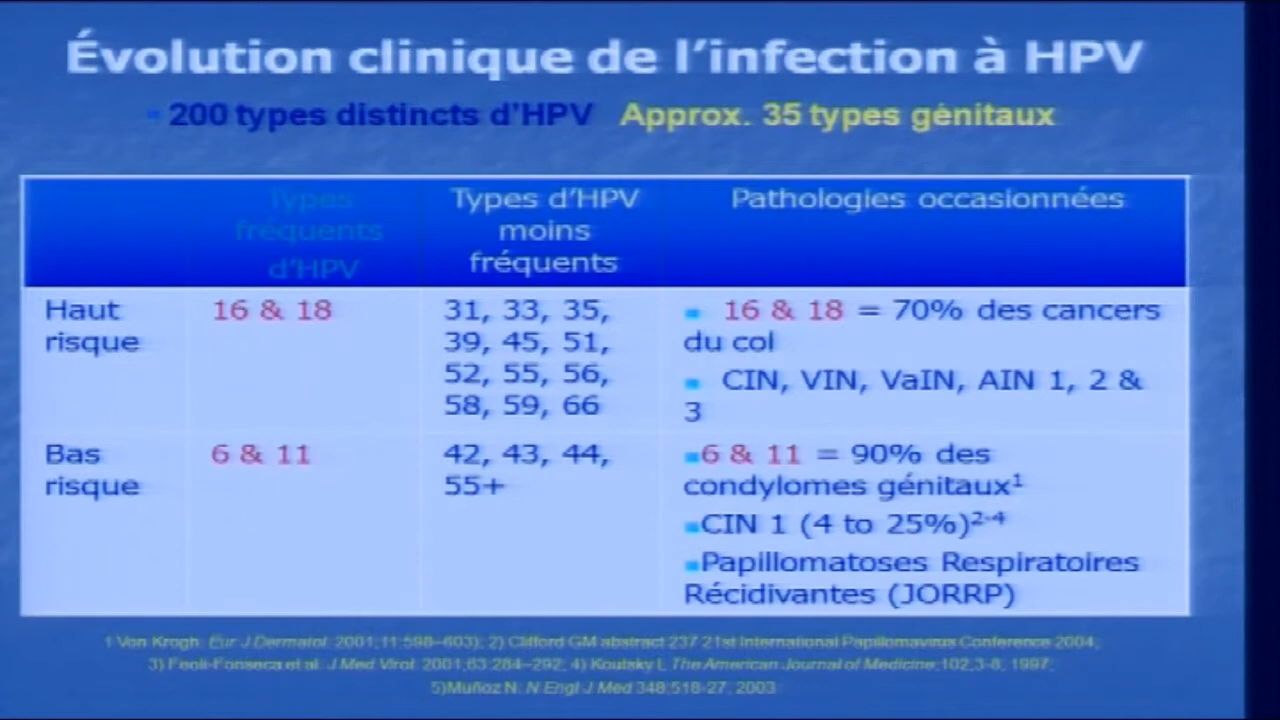 Évolution clinique de l'infection à HPV
200 types distincts d'HPV Approx. 35 types génitaux
Types
fréquents
d'HPV
Types d'HPV
moins
fréquents
Pathologies occasionnées
Haut
risque
16 & 18
31, 33, 35,
39, 45, 51,
52, 55, 56,
58, 59, 66
16 & 18 = 70% des cancers
du col
CIN, VIN, VaIN, AIN 1, 2 &
3
Bas
risque
6 & 11
42, 43, 44,
55+
6 & 11 = 90% des
condylomes génitaux¹
CIN 1 (4 to 25%)²⁻⁴
Papillomatoses Respiratoires
Récidivantes (JORRP)
1 Von Krogh. Eur J Dermatol. 2001;11:598–603); 2) Clifford GM abstract 237 21st International Papillomavirus Conference 2004;
3) Feoli-Fonseca et al. J Med Virol. 2001;63:284–292; 4) Koutsky L, The American Journal of Medicine;102,3-8, 1997;
5)Muñoz N. N Engl J Med 348;518-27, 2003